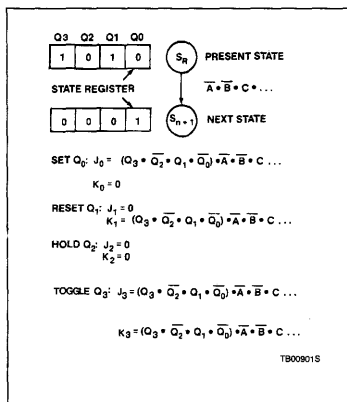 Q3 Q2 Q1 Q0
1 0 1 0
S_R PRESENT STATE
STATE REGISTER
A̅ • B̅ • C • ...
0 0 0 1
S_{n+1} NEXT STATE
SET Q₀: J₀ = (Q₃ • Q̅₂ • Q₁ • Q̅₀) • A̅ • B̅ • C ...
K₀ = 0
RESET Q₁: J₁ = 0
K₁ = (Q₃ • Q̅₂ • Q₁ • Q̅₀) • A̅ • B̅ • C ...
HOLD Q₂: J₂ = 0
K₂ = 0
TOGGLE Q₃: J₃ = (Q₃ • Q̅₂ • Q₁ • Q̅₀) • A̅ • B̅ • C ...
K₃ = (Q₃ • Q̅₂ • Q₁ • Q̅₀) • A̅ • B̅ • C ...
TB00901S